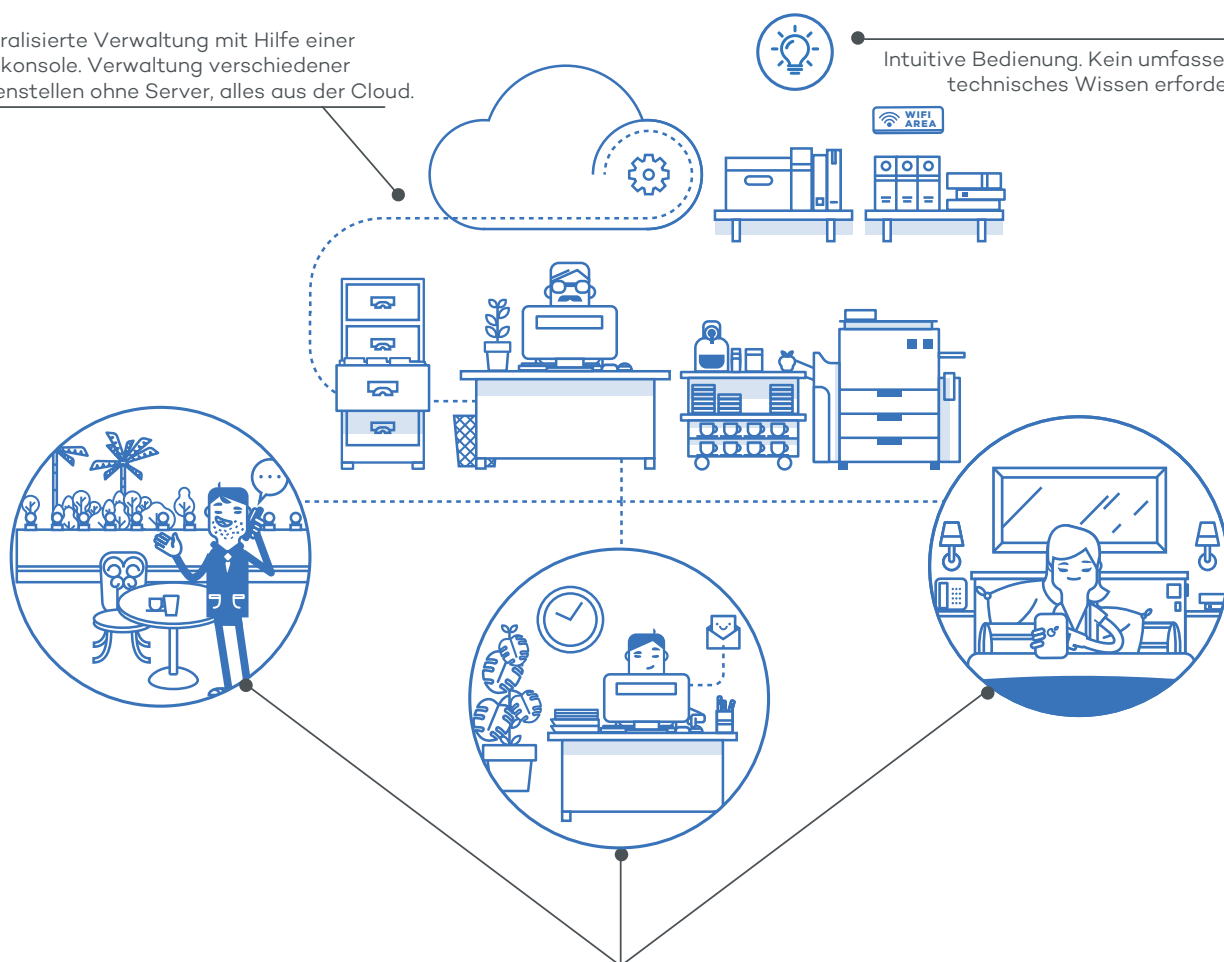 ralisierte Verwaltung mit Hilfe einer
konsole. Verwaltung verschiedener
enstellen ohne Server, alles aus der Cloud.
Intuitive Bedienung. Kein umfasse
technisches Wissen erforde
WIFI
AREA